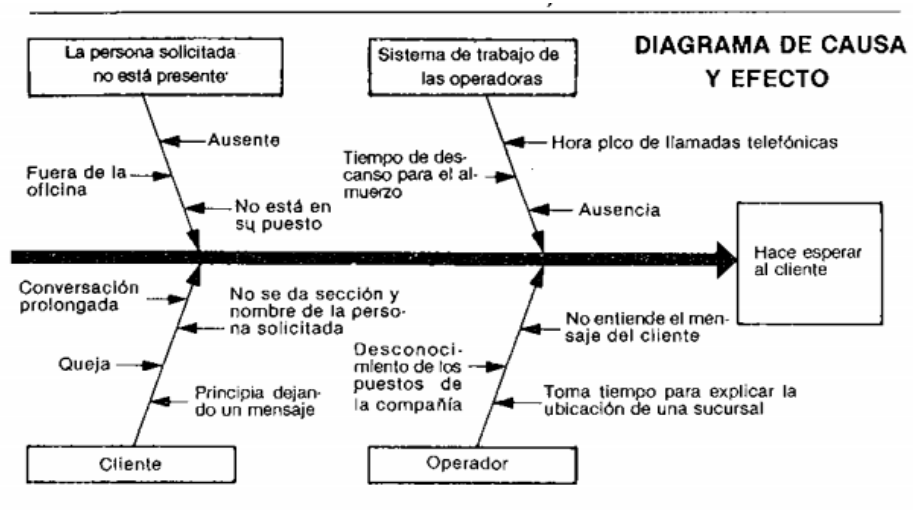 DIAGRAMA DE CAUSA
Y EFECTO
La persona solicitada
no está presente
Sistema de trabajo de
las operadoras
Ausente
Fuera de la
oficina
No está en
su puesto
Hora pico de llamadas telefónicas
Tiempo de des-
canso para el al-
muerzo
Ausencia
Hace esperar
al cliente
Conversación
prolongada
No se da sección y
nombre de la perso-
na solicitada
Queja
Principia dejan-
do un mensaje
No entiende el men-
saje del cliente
Desconoci-
miento de los
puestos de
la compañía
Toma tiempo para explicar la
ubicación de una sucursal
Cliente
Operador